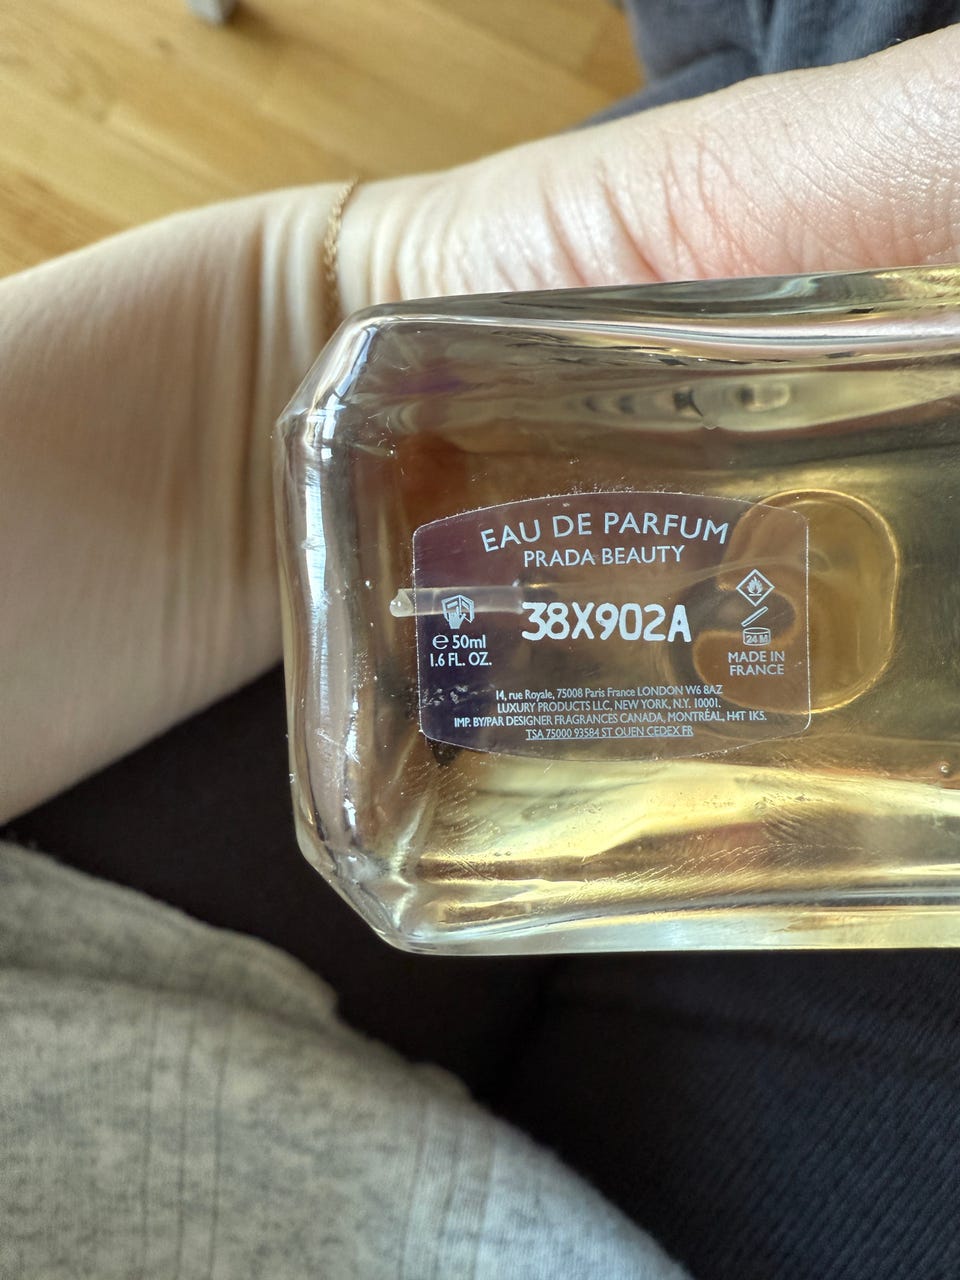 EAU DE PARFUM
PRADA BEAUTY
38X902A
℮ 50ml
1.6 FL. OZ.
24 M
MADE IN
FRANCE
14, rue Royale, 75008 Paris France LONDON W6 8AZ
LUXURY PRODUCTS LLC, NEW YORK, N.Y. 10001.
IMP. BY/PAR DESIGNER FRAGRANCES CANADA, MONTRÉAL, H4T 1K5.
TSA 75000 93584 ST OUEN CEDEX FR